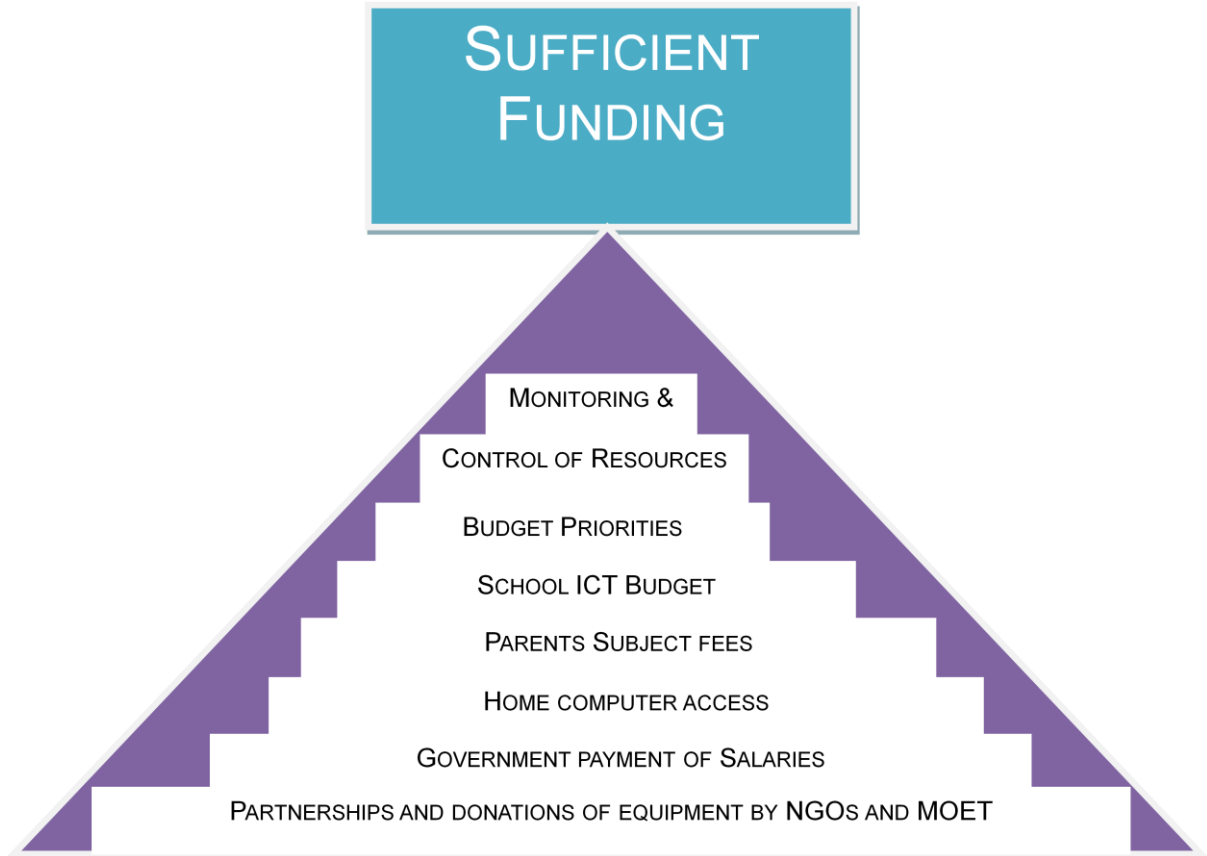 SUFFICIENT
FUNDING
MONITORING &
CONTROL OF RESOURCES
BUDGET PRIORITIES
SCHOOL ICT BUDGET
PARENTS SUBJECT FEES
HOME COMPUTER ACCESS
GOVERNMENT PAYMENT OF SALARIES
PARTNERSHIPS AND DONATIONS OF EQUIPMENT BY NGOS AND MOET